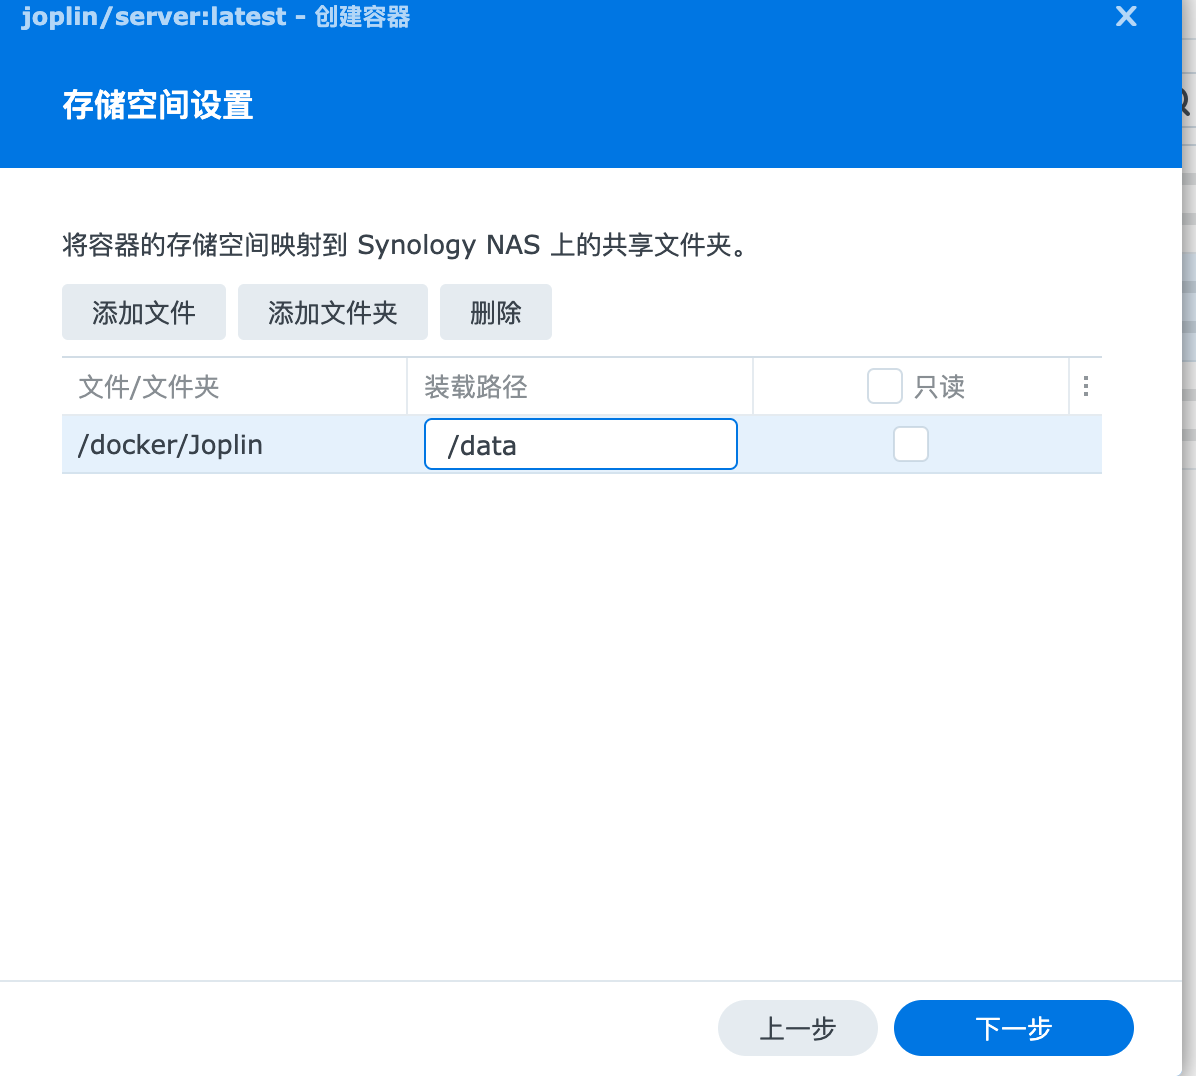 joplin/server:latest - 创建容器
存储空间设置
将容器的存储空间映射到 Synology NAS 上的共享文件夹。
添加文件 添加文件夹 删除
文件/文件夹 装载路径 只读
/docker/Joplin /data
上一步 下一步